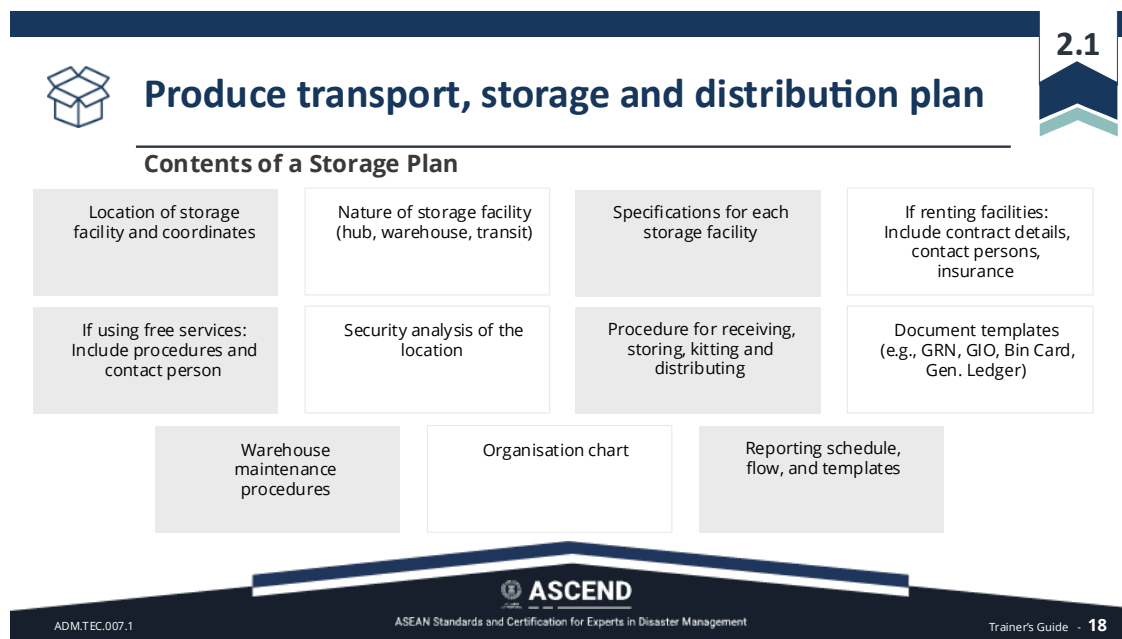 2.1
Produce transport, storage and distribution plan
Contents of a Storage Plan
Location of storage
facility and coordinates
Nature of storage facility
(hub, warehouse, transit)
Specifications for each
storage facility
If renting facilities:
Include contract details,
contact persons,
insurance
If using free services:
Include procedures and
contact person
Security analysis of the
location
Procedure for receiving,
storing, kitting and
distributing
Document templates
(e.g., GRN, GIO, Bin Card,
Gen. Ledger)
Warehouse
maintenance
procedures
Organisation chart
Reporting schedule,
flow, and templates
ASCEND
ASEAN Standards and Certification for Experts in Disaster Management
ADM.TEC.007.1
Trainer's Guide - 18